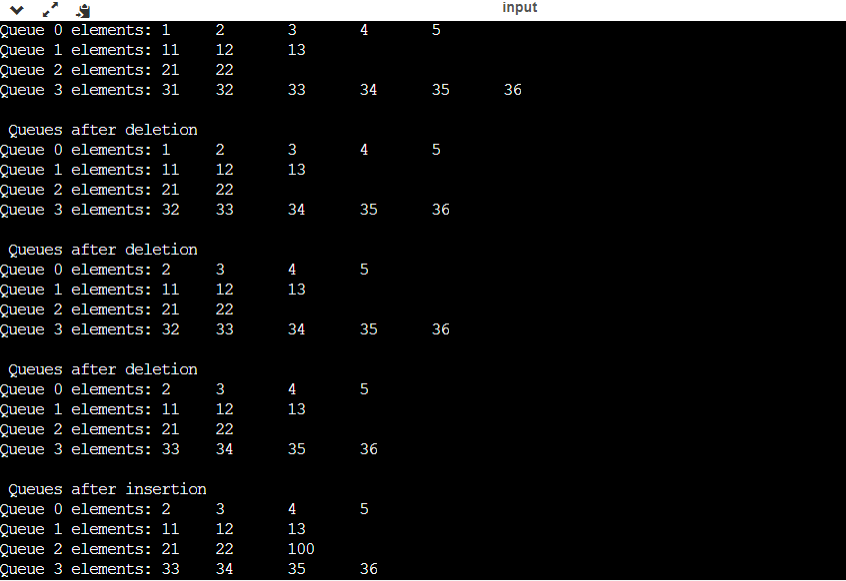 input
Queue 0 elements: 1 2 3 4 5
Queue 1 elements: 11 12 13
Queue 2 elements: 21 22
Queue 3 elements: 31 32 33 34 35 36
Queues after deletion
Queue 0 elements: 1 2 3 4 5
Queue 1 elements: 11 12 13
Queue 2 elements: 21 22
Queue 3 elements: 32 33 34 35 36
Queues after deletion
Queue 0 elements: 2 3 4 5
Queue 1 elements: 11 12 13
Queue 2 elements: 21 22
Queue 3 elements: 32 33 34 35 36
Queues after deletion
Queue 0 elements: 2 3 4 5
Queue 1 elements: 11 12 13
Queue 2 elements: 21 22
Queue 3 elements: 33 34 35 36
Queues after insertion
Queue 0 elements: 2 3 4 5
Queue 1 elements: 11 12 13
Queue 2 elements: 21 22 100
Queue 3 elements: 33 34 35 36